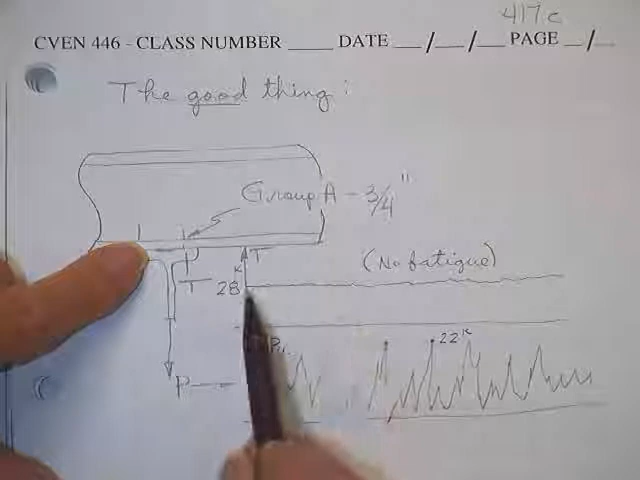 417c
CVEN 446 - CLASS NUMBER ____ DATE __/__/__ PAGE __/__
The good thing:
Group A - 3/4"
T
(No fatigue)
T
28ᴷ
22ᴷ
P